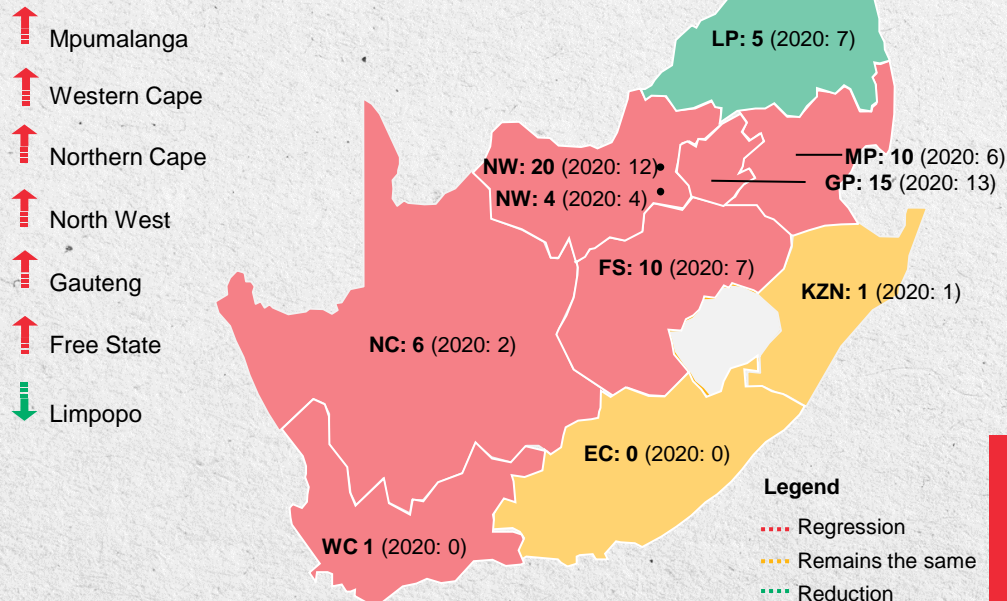 Mpumalanga
Western Cape
Northern Cape
North West
Gauteng
Free State
Limpopo
LP: 5 (2020: 7)
NW: 20 (2020: 12)
NW: 4 (2020: 4)
MP: 10 (2020: 6)
GP: 15 (2020: 13)
FS: 10 (2020: 7)
KZN: 1 (2020: 1)
NC: 6 (2020: 2)
EC: 0 (2020: 0)
WC 1 (2020: 0)
Legend
Regression
Remains the same
Reduction